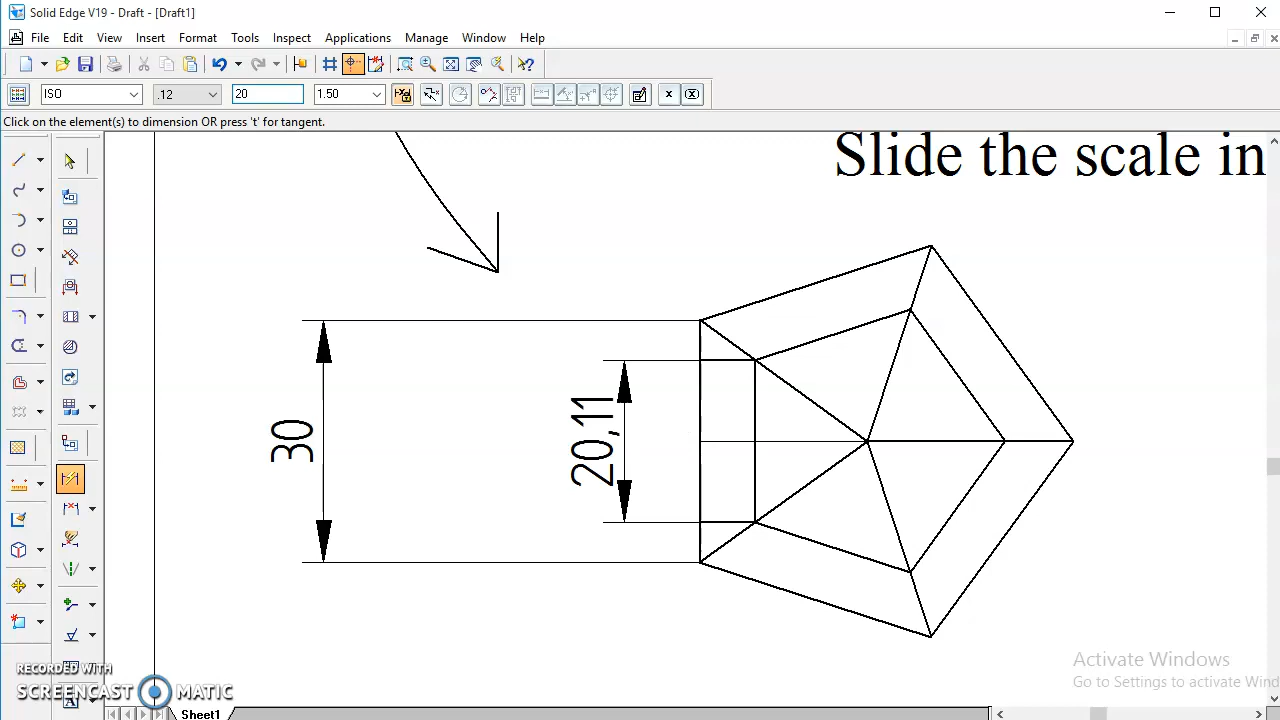 Solid Edge V19 - Draft - [Draft1]
File Edit View Insert Format Tools Inspect Applications Manage Window Help
ISO 12 20 1.50
Click on the element(s) to dimension OR press 't' for tangent.
Slide the scale in
30
20,11
Activate Windows
Go to Settings to activate Wind
RECORDED WITH
SCREENCAST MATIC
Sheet1